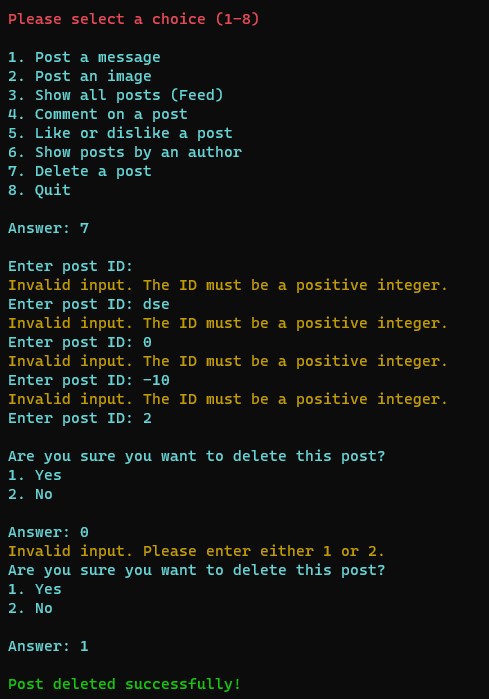 Please select a choice (1-8)
1. Post a message
2. Post an image
3. Show all posts (Feed)
4. Comment on a post
5. Like or dislike a post
6. Show posts by an author
7. Delete a post
8. Quit
Answer: 7
Enter post ID:
Invalid input. The ID must be a positive integer.
Enter post ID: dse
Invalid input. The ID must be a positive integer.
Enter post ID: 0
Invalid input. The ID must be a positive integer.
Enter post ID: -10
Invalid input. The ID must be a positive integer.
Enter post ID: 2
Are you sure you want to delete this post?
1. Yes
2. No
Answer: 0
Invalid input. Please enter either 1 or 2.
Are you sure you want to delete this post?
1. Yes
2. No
Answer: 1
Post deleted successfully!